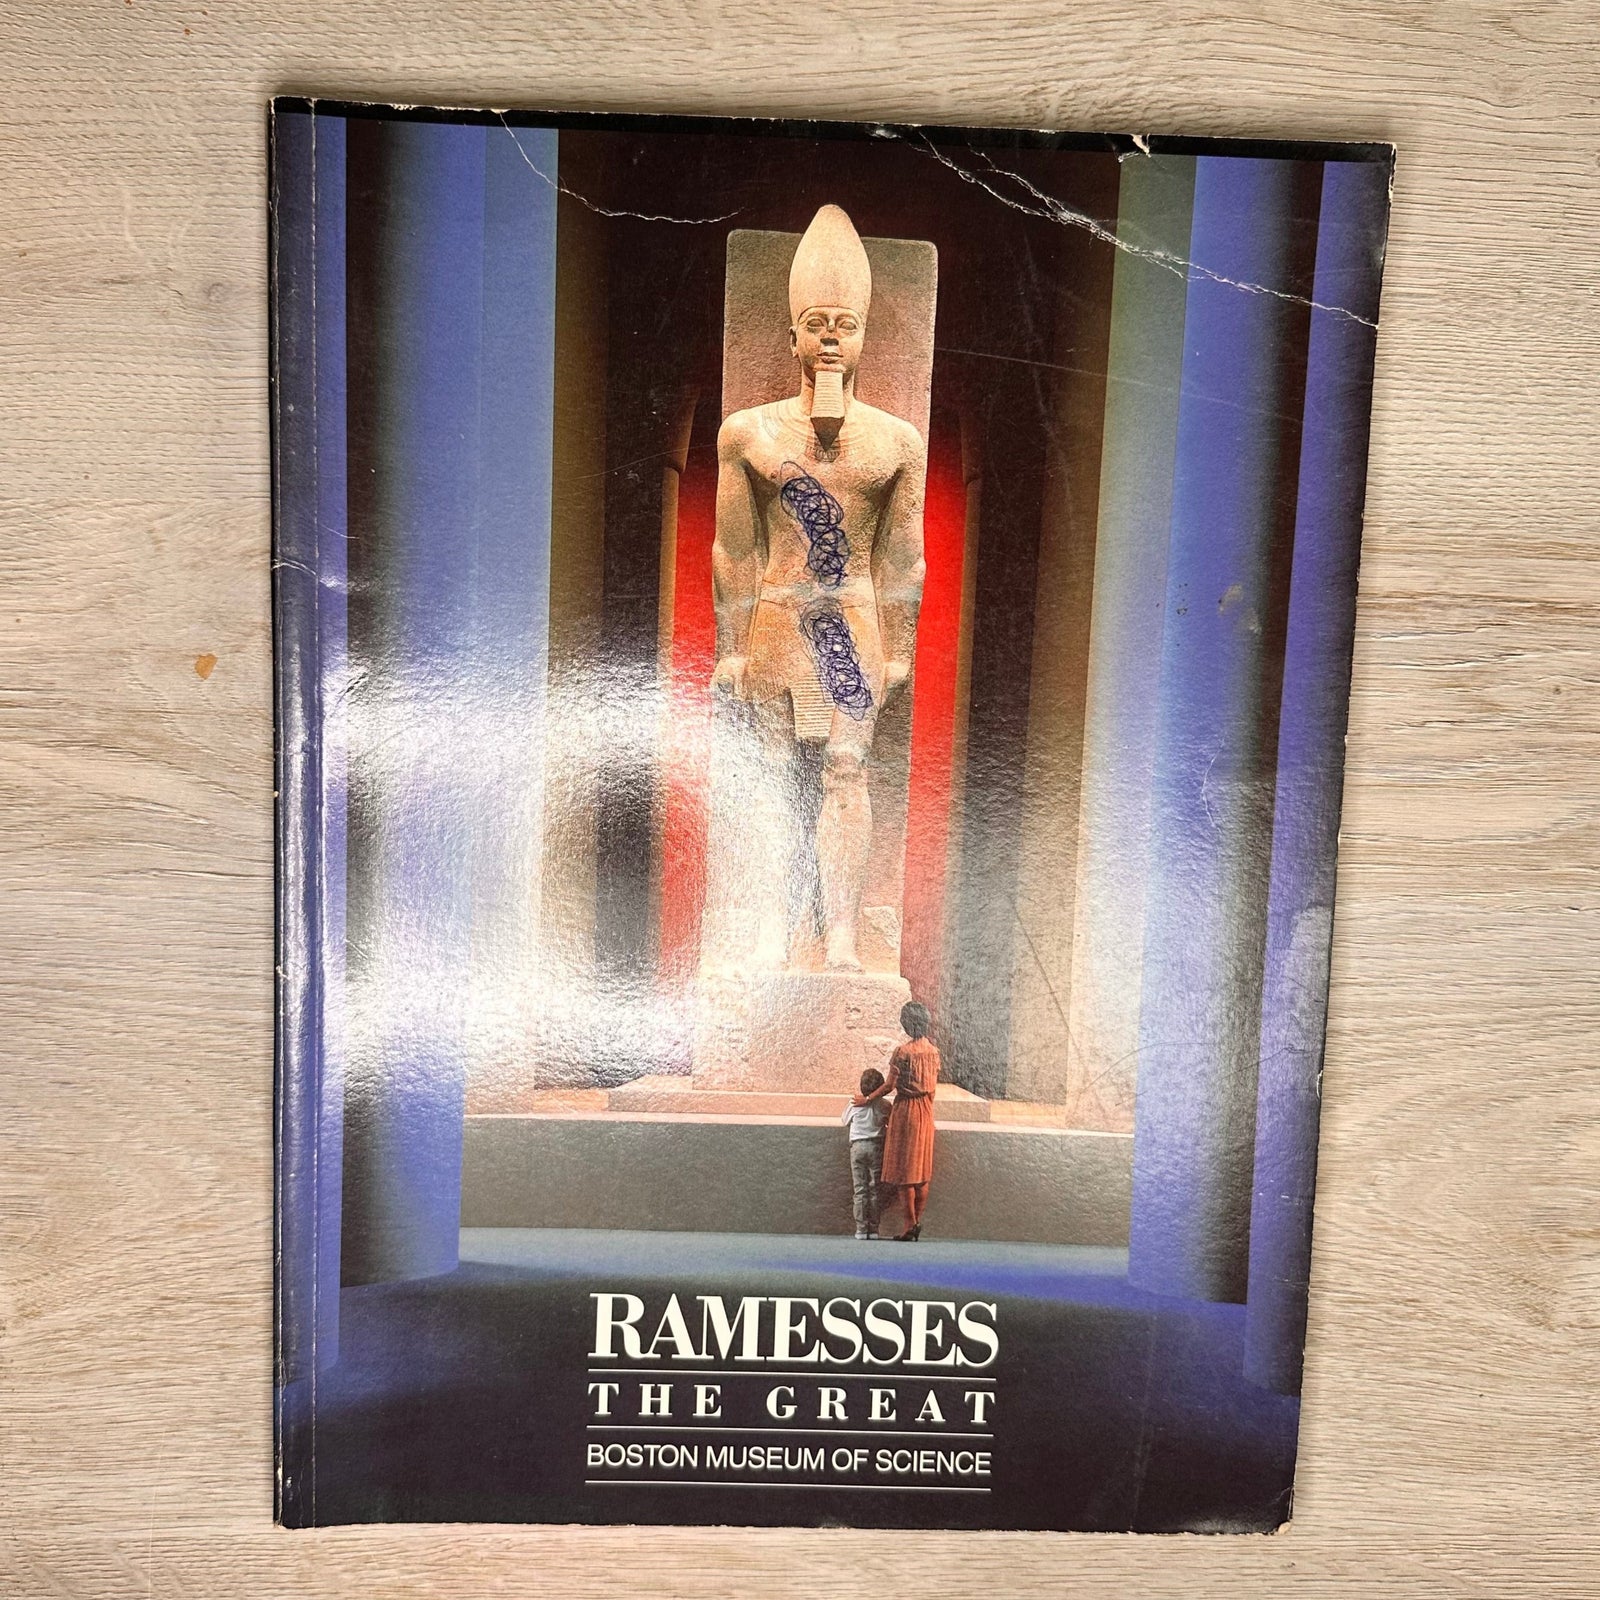 RAMESSES
THE GREAT
BOSTON MUSEUM OF SCIENCE